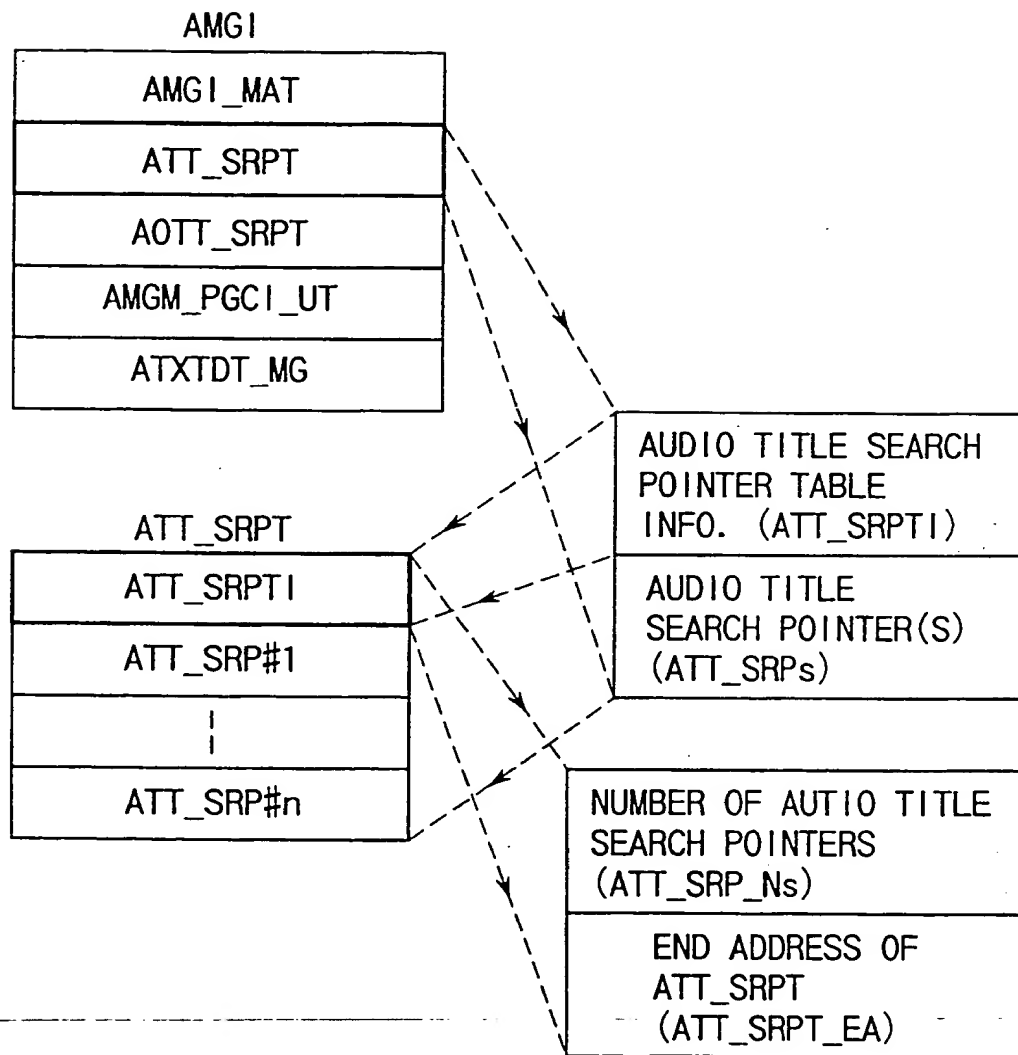 AMGI
AMGI_MAT
ATT_SRPT
AOTT_SRPT
AMGM_PGCI_UT
ATXTDT_MG
AUDIO TITLE SEARCH
POINTER TABLE
INFO. (ATT_SRPTI)
AUDIO TITLE
SEARCH POINTER(S)
(ATT_SRPs)
ATT_SRPT
ATT_SRPTI
ATT_SRP#1
ATT_SRP#n
NUMBER OF AUTIO TITLE
SEARCH POINTERS
(ATT_SRP_Ns)
END ADDRESS OF
ATT_SRPT
(ATT_SRPT_EA)